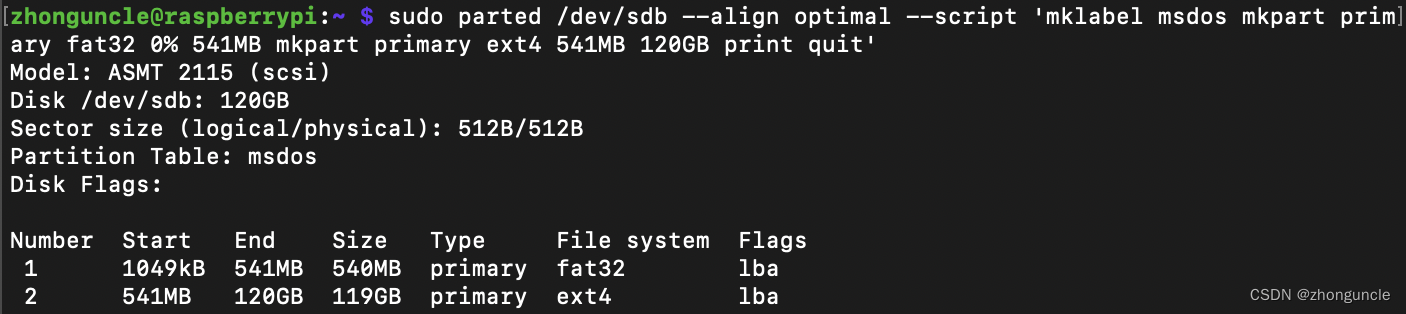 [zhonguncle@raspberrypi:~ $ sudo parted /dev/sdb --align optimal --script 'mklabel msdos mkpart prim]
ary fat32 0% 541MB mkpart primary ext4 541MB 120GB print quit'
Model: ASMT 2115 (scsi)
Disk /dev/sdb: 120GB
Sector size (logical/physical): 512B/512B
Partition Table: msdos
Disk Flags:
Number  Start   End    Size   Type     File system  Flags
 1      1049kB  541MB  540MB  primary  fat32        lba
 2      541MB   120GB  119GB  primary  ext4         lba
CSDN @zhonguncle